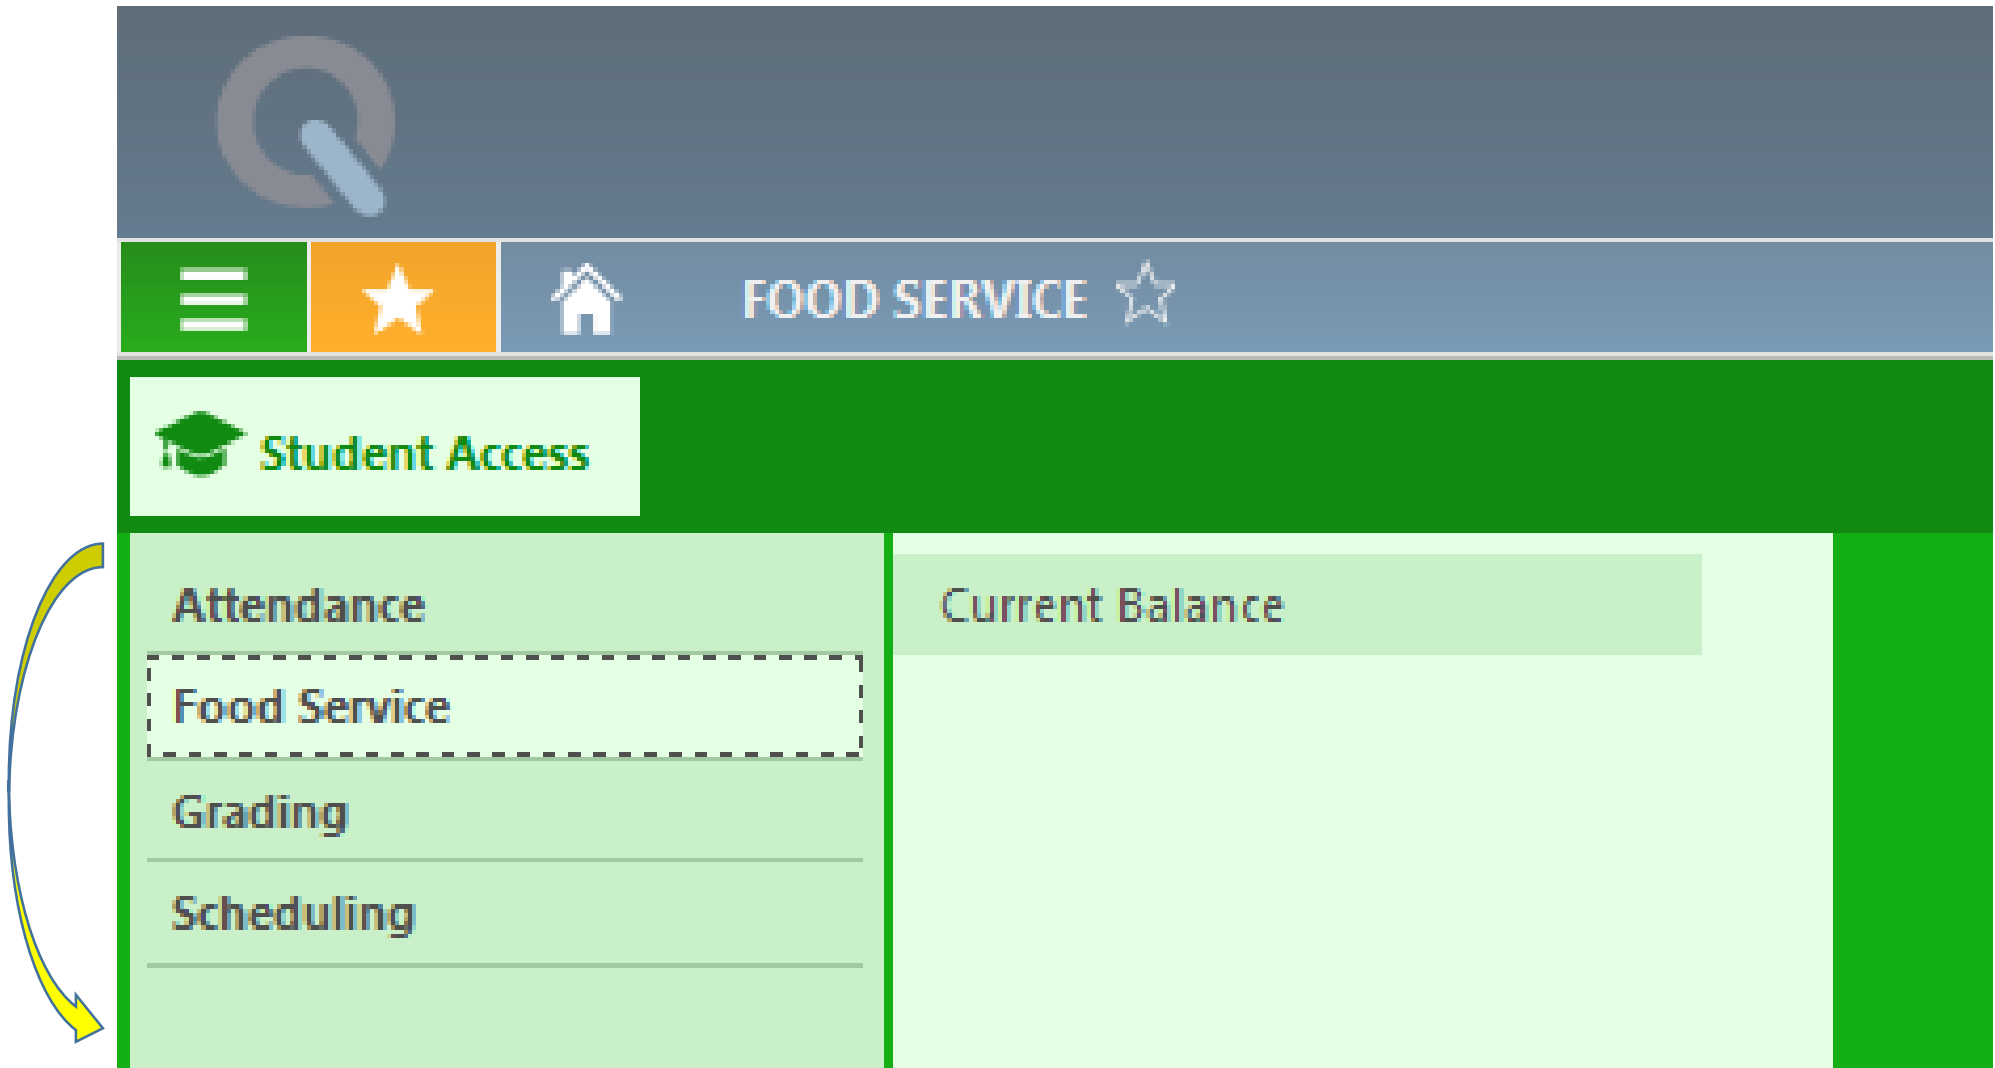 Q
FOOD SERVICE
Student Access
Attendance
Current Balance
Food Service
Grading
Scheduling